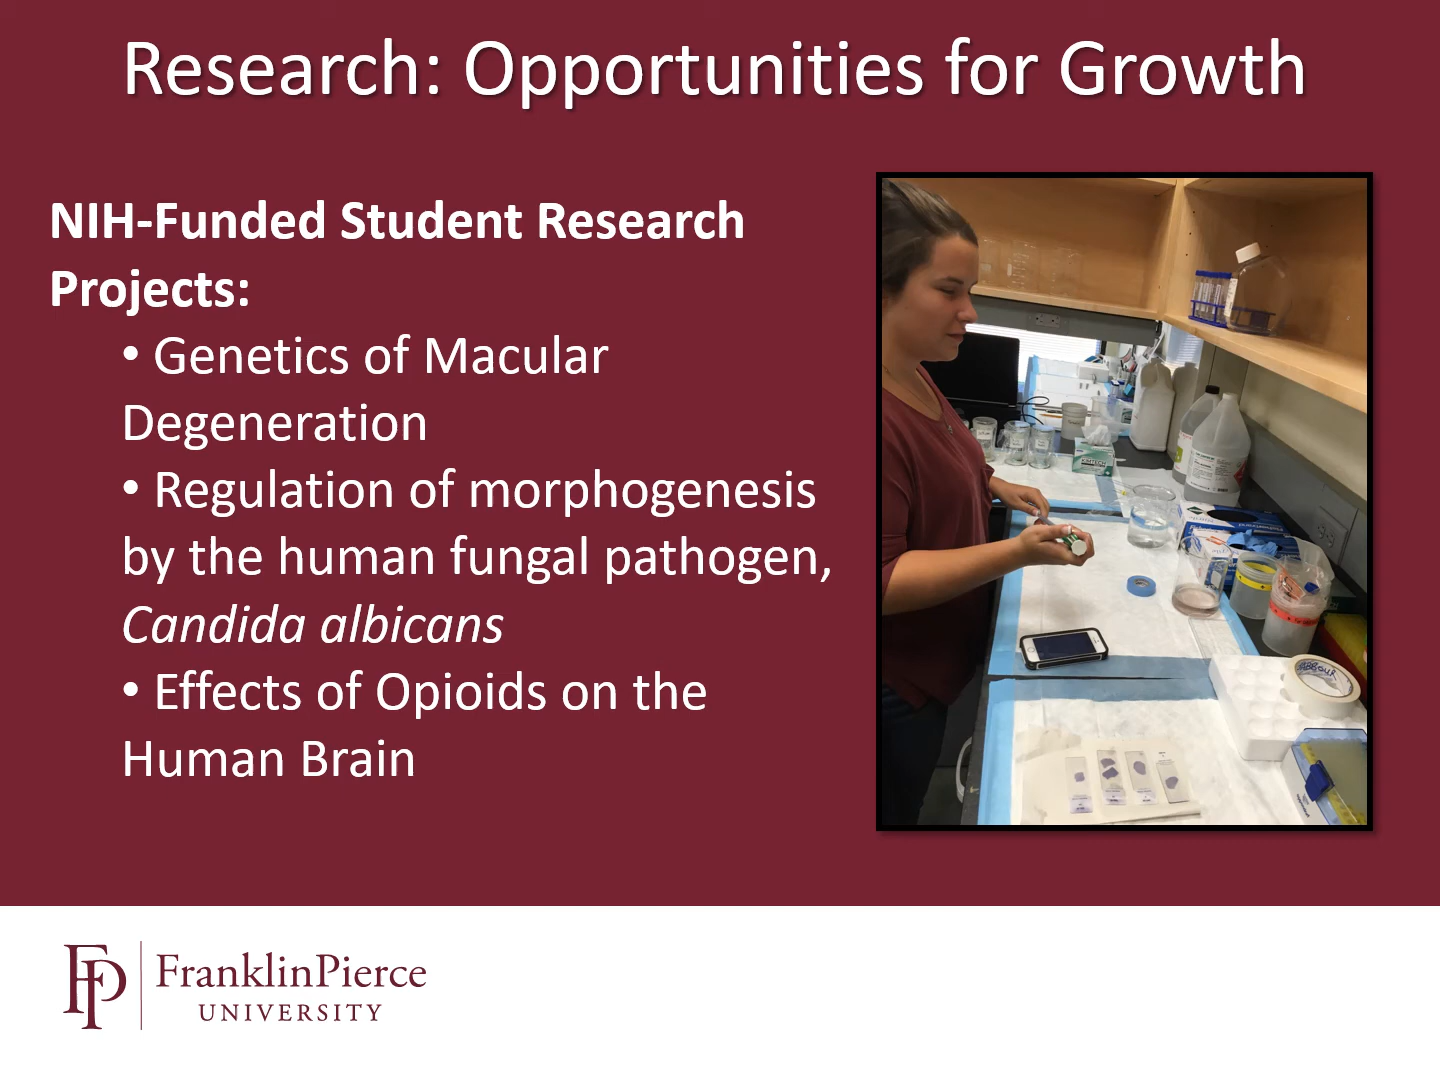 Research: Opportunities for Growth
NIH-Funded Student Research
Projects:
• Genetics of Macular
Degeneration
• Regulation of morphogenesis
by the human fungal pathogen,
Candida albicans
• Effects of Opioids on the
Human Brain
FP
FranklinPierce
UNIVERSITY